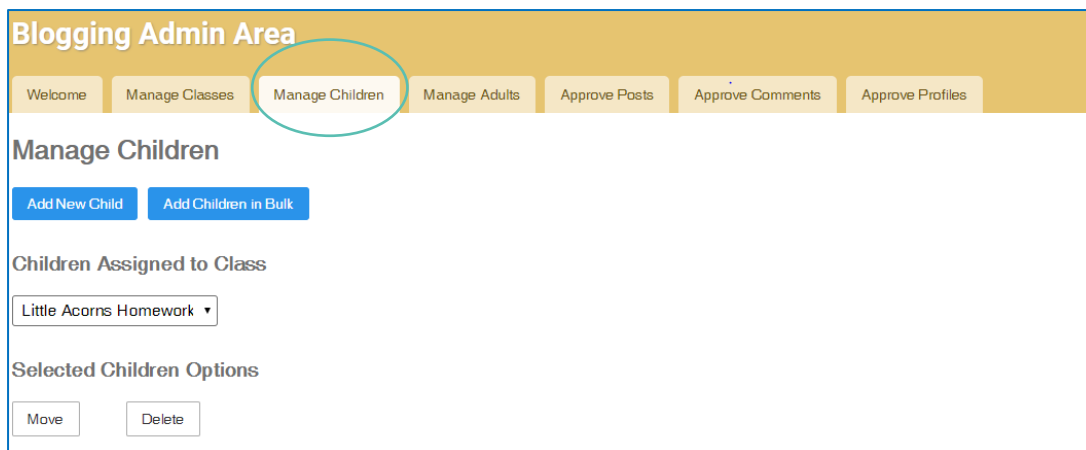 Blogging Admin Area
Welcome Manage Classes Manage Children Manage Adults Approve Posts Approve Comments Approve Profiles
Manage Children
Add New Child Add Children in Bulk
Children Assigned to Class
Little Acorns Homework
Selected Children Options
Move Delete